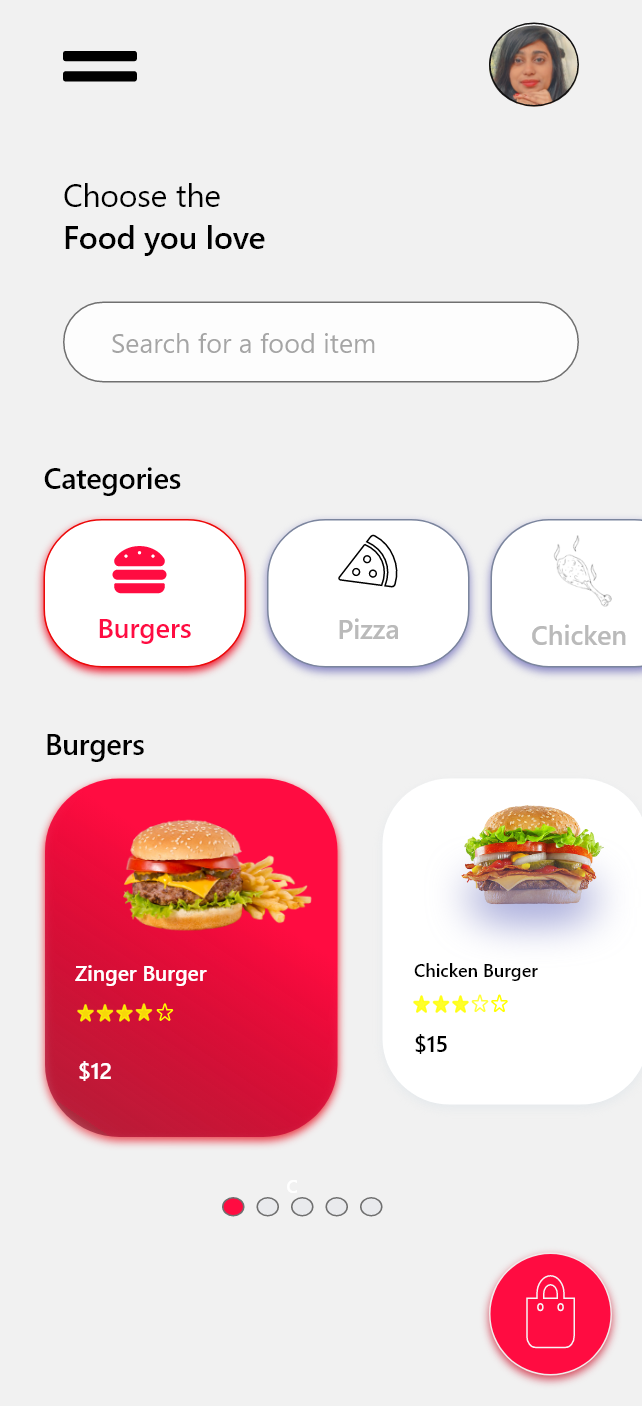 Choose the
Food you love
Search for a food item
Categories
Burgers
Pizza
Chicken
Burgers
Zinger Burger
$12
Chicken Burger
$15
C